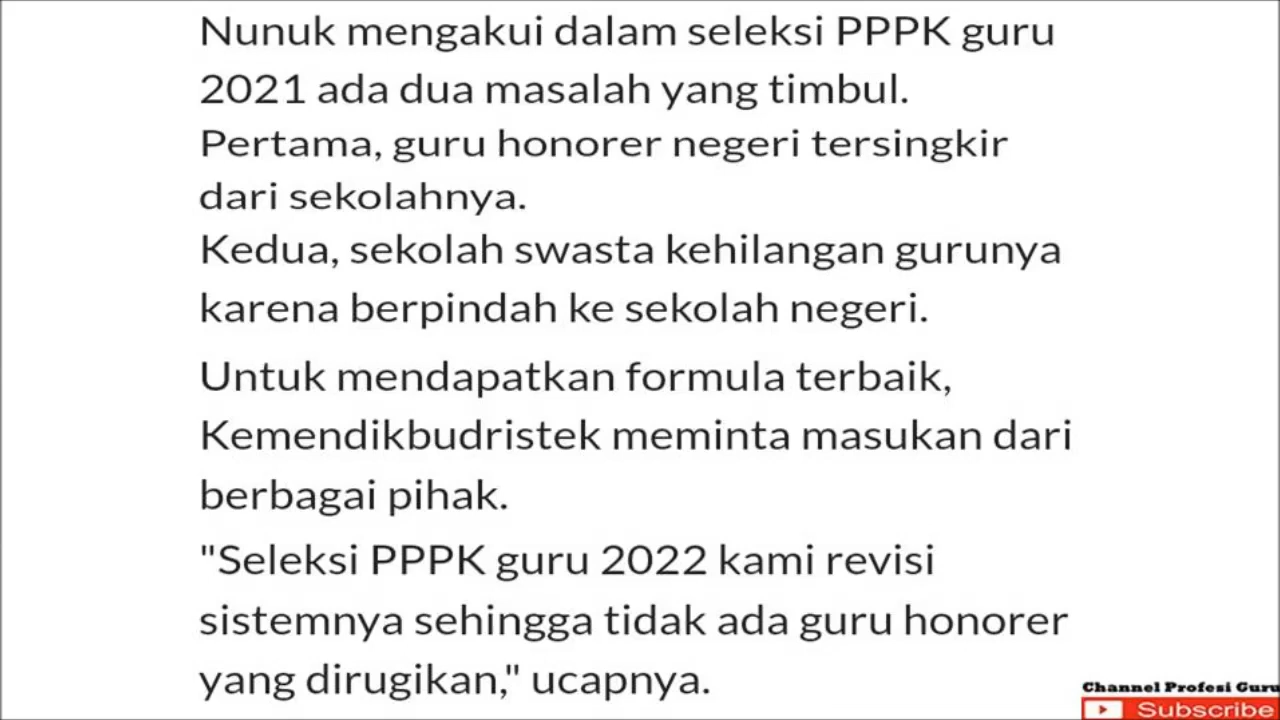 Nunuk mengakui dalam seleksi PPPK guru
2021 ada dua masalah yang timbul.
Pertama, guru honorer negeri tersingkir
dari sekolahnya.
Kedua, sekolah swasta kehilangan gurunya
karena berpindah ke sekolah negeri.
Untuk mendapatkan formula terbaik,
Kemendikbudristek meminta masukan dari
berbagai pihak.
"Seleksi PPPK guru 2022 kami revisi
sistemnya sehingga tidak ada guru honorer
yang dirugikan," ucapnya.
Channel Profesi Guru
Subscribe